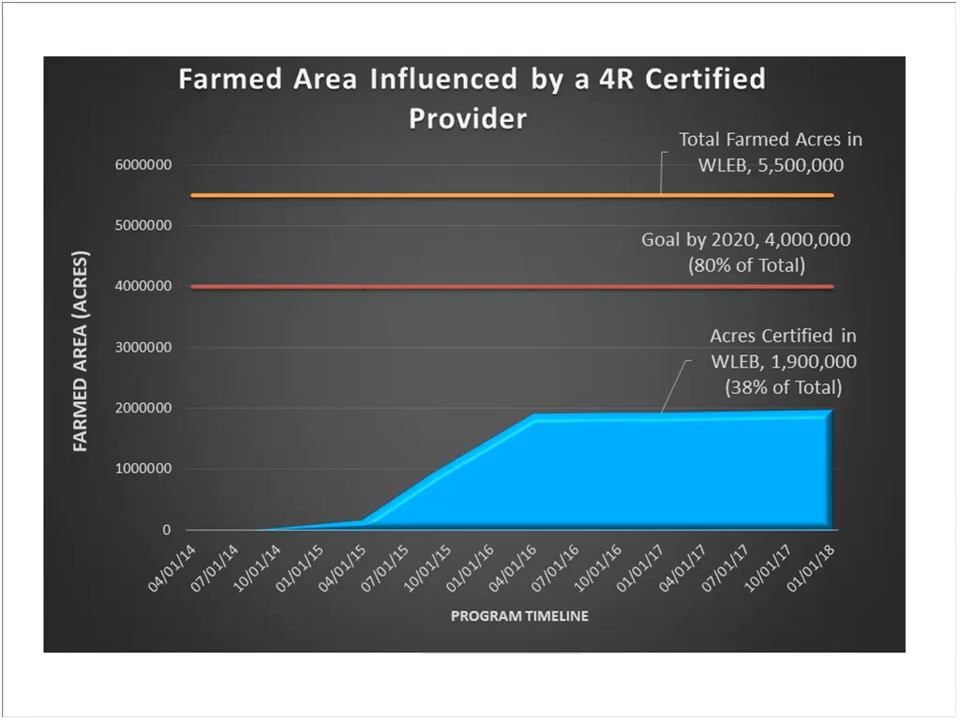 Farmed Area Influenced by a 4R Certified
Provider
Total Farmed Acres in
WLEB, 5,500,000
Goal by 2020, 4,000,000
(80% of Total)
Acres Certified in
WLEB, 1,900,000
(38% of Total)
FARMED AREA (ACRES)
6000000
5000000
4000000
3000000
2000000
1000000
0
04/01/14
07/01/14
10/01/14
01/01/15
04/01/15
07/01/15
10/01/15
01/01/16
04/01/16
07/01/16
10/01/16
01/01/17
04/01/17
07/01/17
10/01/17
01/01/18
PROGRAM TIMELINE